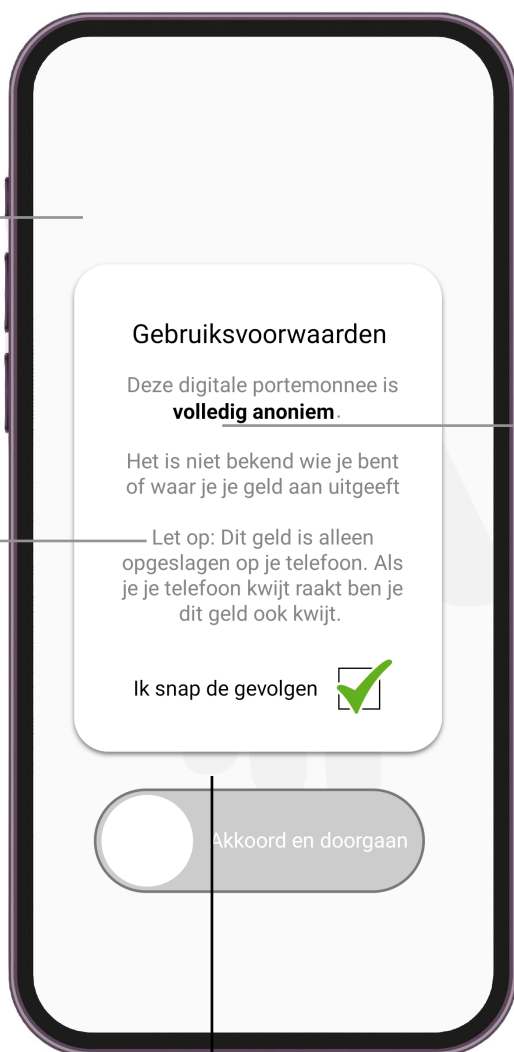 Gebruiksvoorwaarden
Deze digitale portemonnee is
volledig anoniem.
Het is niet bekend wie je bent
of waar je je geld aan uitgeeft
Let op: Dit geld is alleen
opgeslagen op je telefoon. Als
je je telefoon kwijt raakt ben je
dit geld ook kwijt.
Ik snap de gevolgen
Akkoord en doorgaan